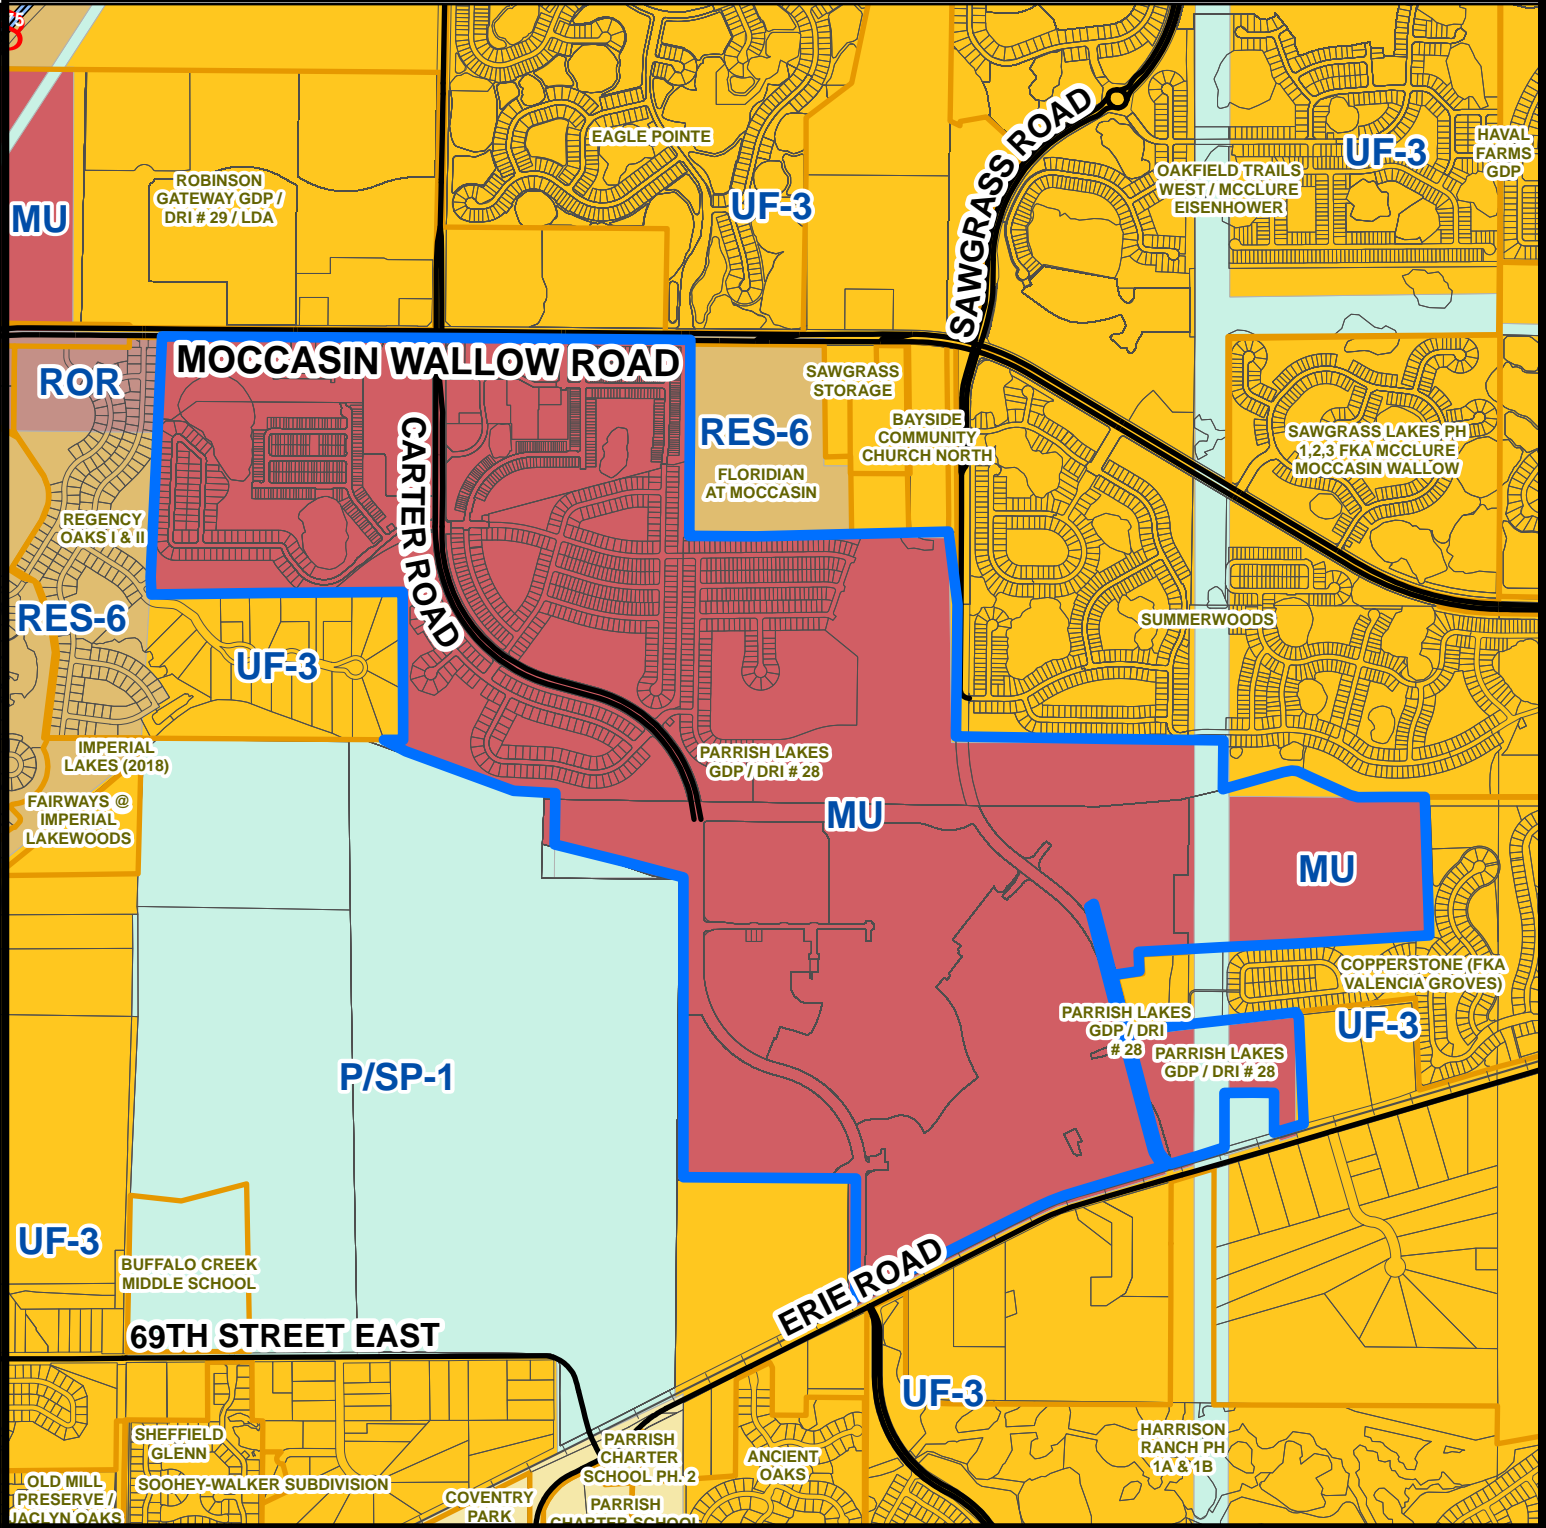 5
EAGLE POINTE
UF-3
HAVAL
FARMS
GDP
ROBINSON
GATEWAY GDP /
DRI # 29 / LDA
OAKFIELD TRAILS
WEST / MCCLURE
EISENHOWER
MU
UF-3
SAWGRASS ROAD
MOCCASIN WALLOW ROAD
ROR
SAWGRASS
STORAGE
RES-6
BAYSIDE
COMMUNITY
CHURCH NORTH
SAWGRASS LAKES PH
1,2,3 FKA MCCLURE
MOCCASIN WALLOW
CARTER ROAD
FLORIDIAN
AT MOCCASIN
REGENCY
OAKS I & II
RES-6
SUMMERWOODS
UF-3
IMPERIAL
LAKES (2018)
PARRISH LAKES
GDP / DRI # 28
FAIRWAYS @
IMPERIAL
LAKEWOODS
MU
MU
COPPERSTONE (FKA
VALENCIA GROVES)
PARRISH LAKES
GDP / DRI
# 28
UF-3
PARRISH LAKES
GDP / DRI # 28
P/SP-1
UF-3
BUFFALO CREEK
MIDDLE SCHOOL
ERIE ROAD
69TH STREET EAST
UF-3
SHEFFIELD
GLENN
PARRISH
CHARTER
SCHOOL PH. 2
ANCIENT
OAKS
HARRISON
RANCH PH
1A & 1B
OLD MILL
PRESERVE /
JACLYN OAKS
SOOHEY-WALKER SUBDIVISION
COVENTRY
PARK
PARRISH
CHARTER SCHOOL